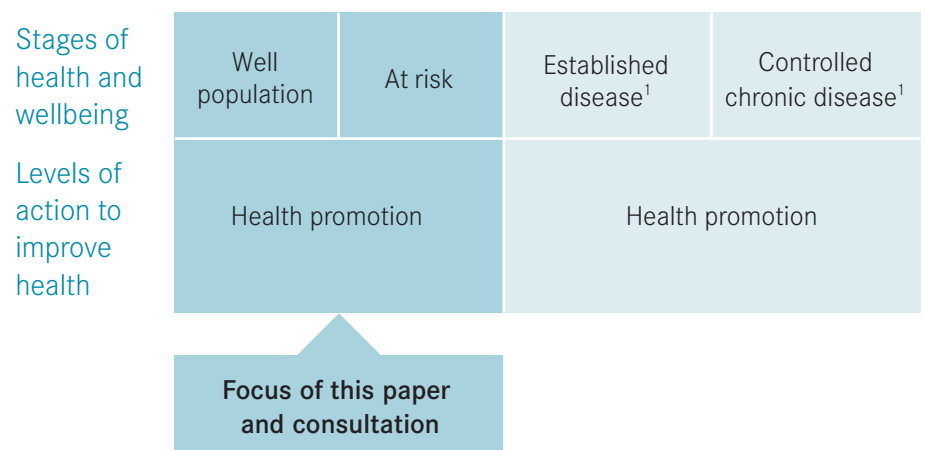 Stages of
health and
wellbeing
Well
population
At risk
Established
disease¹
Controlled
chronic disease¹
Levels of
action to
improve
health
Health promotion
Health promotion
Focus of this paper
and consultation